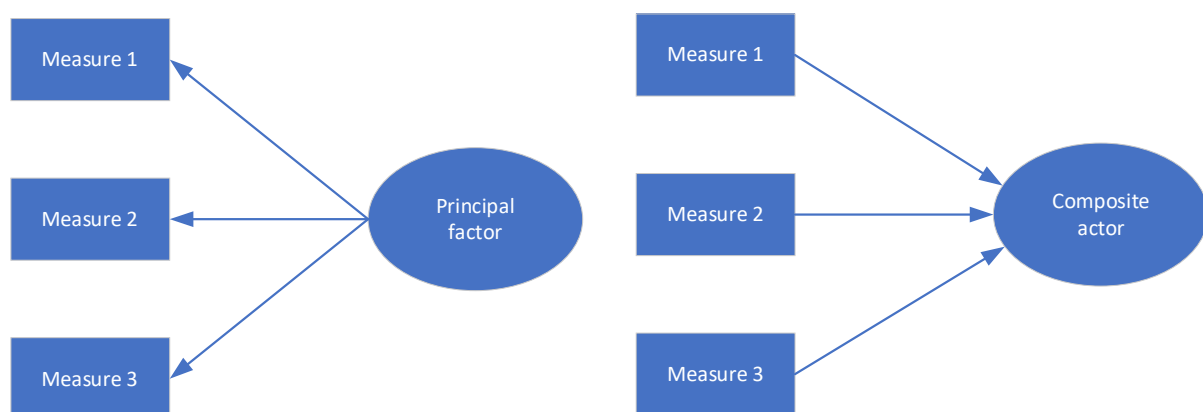 Measure 1
Measure 2
Measure 3
Principal
factor
Measure 1
Measure 2
Measure 3
Composite
actor